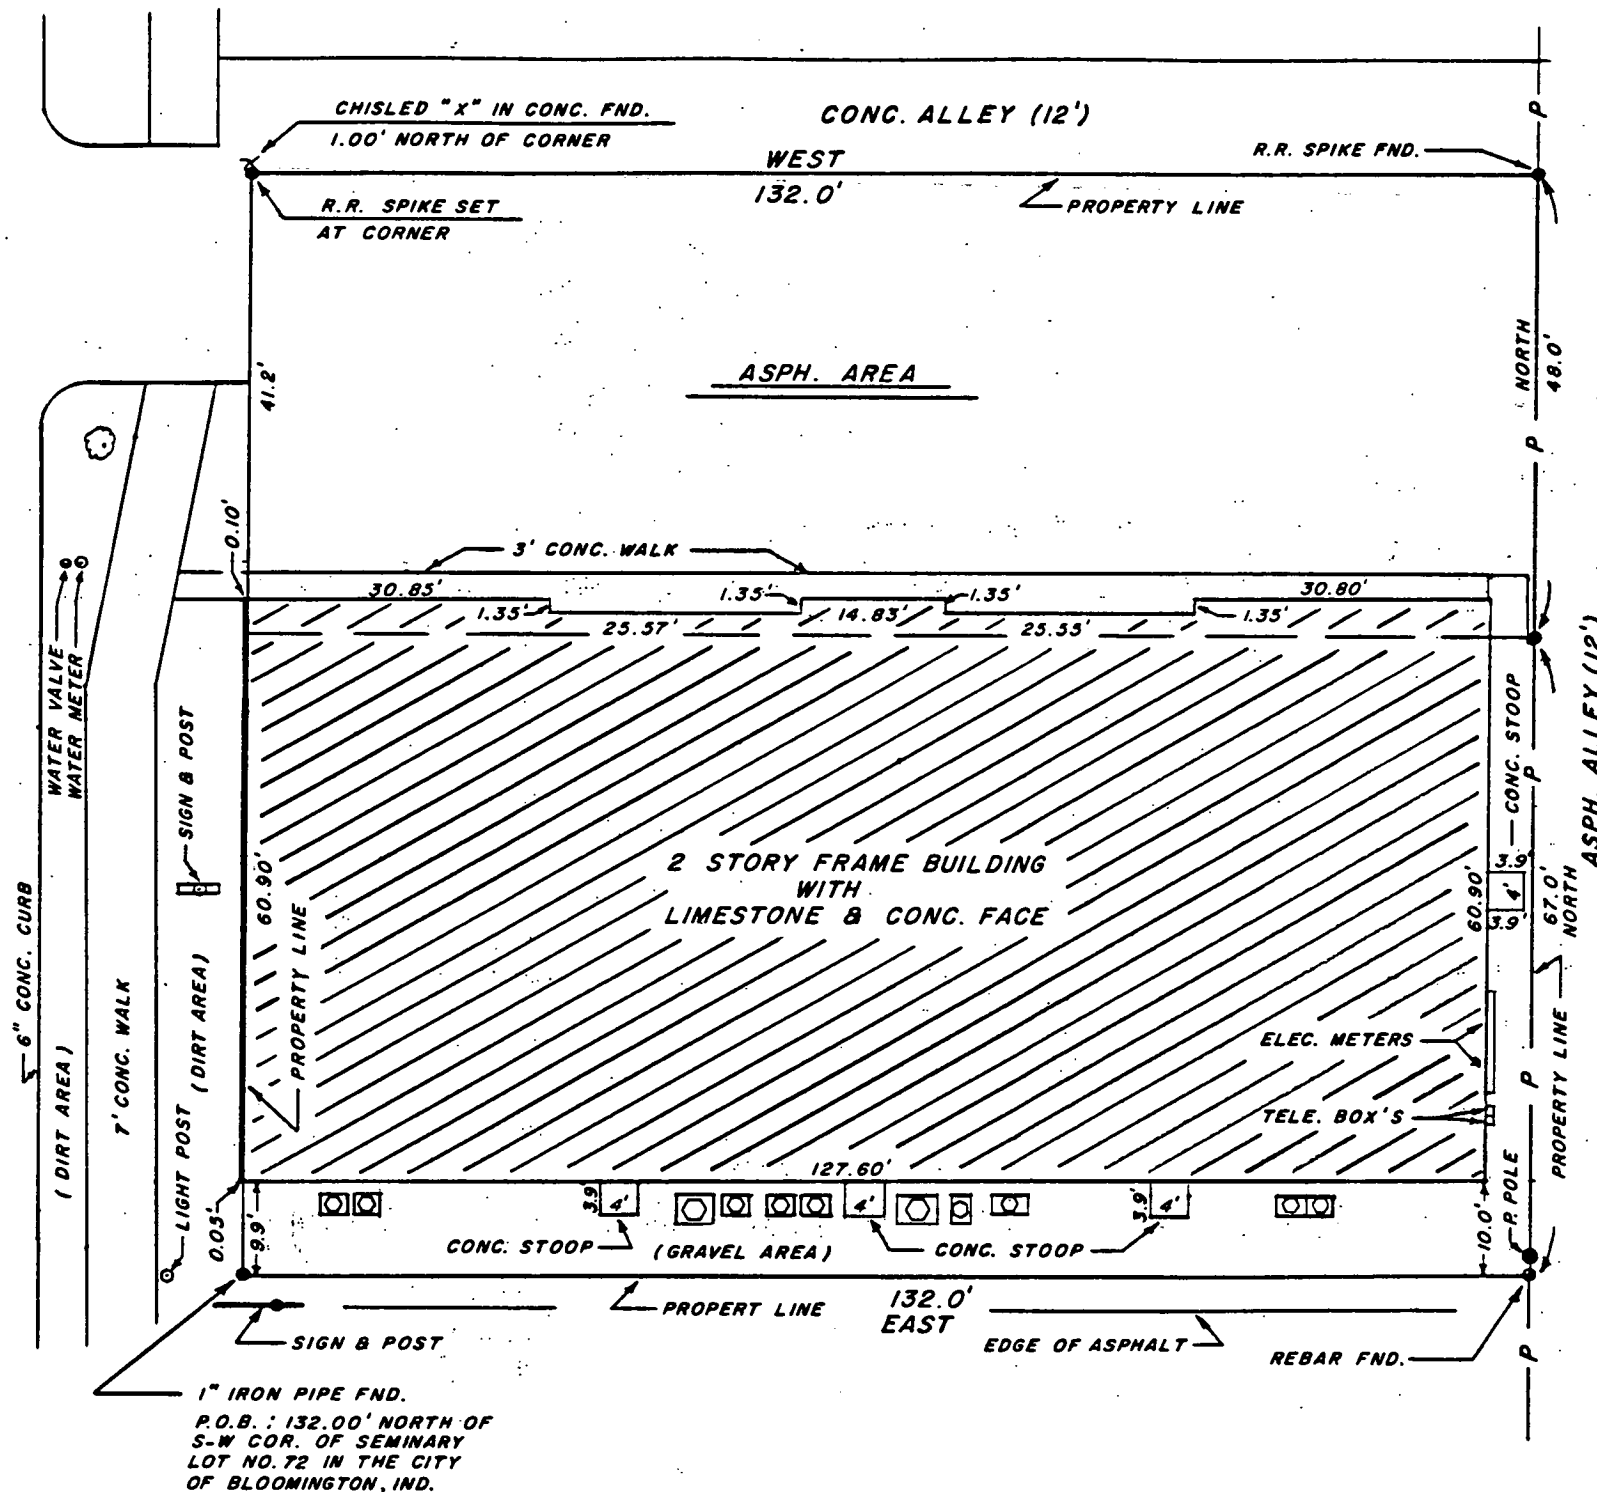 CHISLED "X" IN CONC. FND.
1.00' NORTH OF CORNER
CONC. ALLEY (12')
WEST
132.0'
R.R. SPIKE FND.
PROPERTY LINE
R.R. SPIKE SET
AT CORNER
P
41.2'
ASPH. AREA
NORTH
48.0'
P
0.10'
3' CONC. WALK
30.85'
1.35'
1.35'
30.80'
1.35'
25.57'
14.83'
25.55'
1.35'
WATER VALVE
WATER METER
SIGN & POST
CONC. STOOP
P
ASPH. ALLEY (12')
2 STORY FRAME BUILDING
WITH
LIMESTONE & CONC. FACE
60.90'
PROPERTY LINE
60.90'
3.9'
4'
3.9'
67.0'
NORTH
6" CONC. CURB
(DIRT AREA)
7' CONC. WALK
(DIRT AREA)
LIGHT POST
ELEC. METERS
P
PROPERTY LINE
TELE. BOX'S
P. POLE
127.60'
0.05'
9.9'
3.9'
4'
4'
3.9'
4'
10.0'
CONC. STOOP
(GRAVEL AREA)
CONC. STOOP
PROPERT LINE
132.0'
EAST
SIGN & POST
EDGE OF ASPHALT
REBAR FND.
P
1" IRON PIPE FND.
P.O.B.: 132.00' NORTH OF
S-W COR. OF SEMINARY
LOT NO. 72 IN THE CITY
OF BLOOMINGTON, IND.